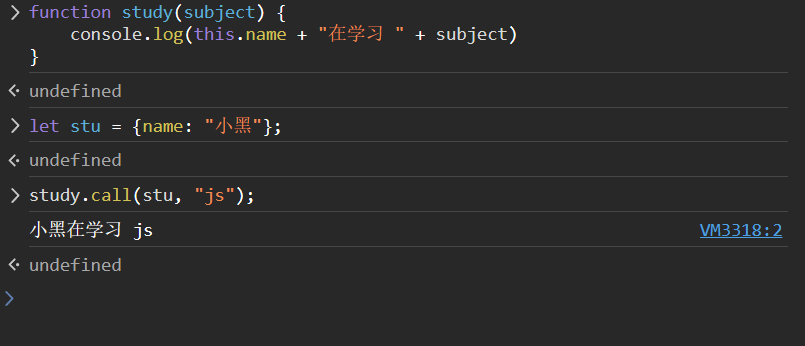 function study(subject) {
    console.log(this.name + "在学习 " + subject)
}
undefined
let stu = {name: "小黑"};
undefined
study.call(stu, "js");
小黑在学习 js VM3318:2
undefined